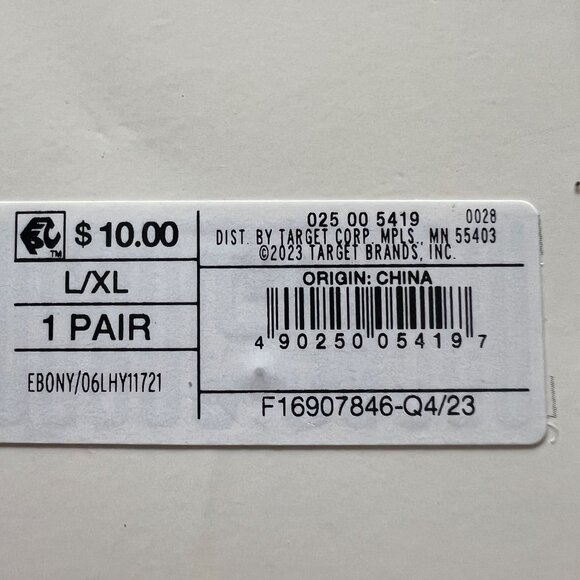 $ 10.00
L/XL
1 PAIR
EBONY/06LHY11721
025 00 5419 0028
DIST. BY TARGET CORP. MPLS., MN 55403
©2023 TARGET BRANDS, INC.
ORIGIN: CHINA
4 90250 05419 7
F16907846-Q4/23